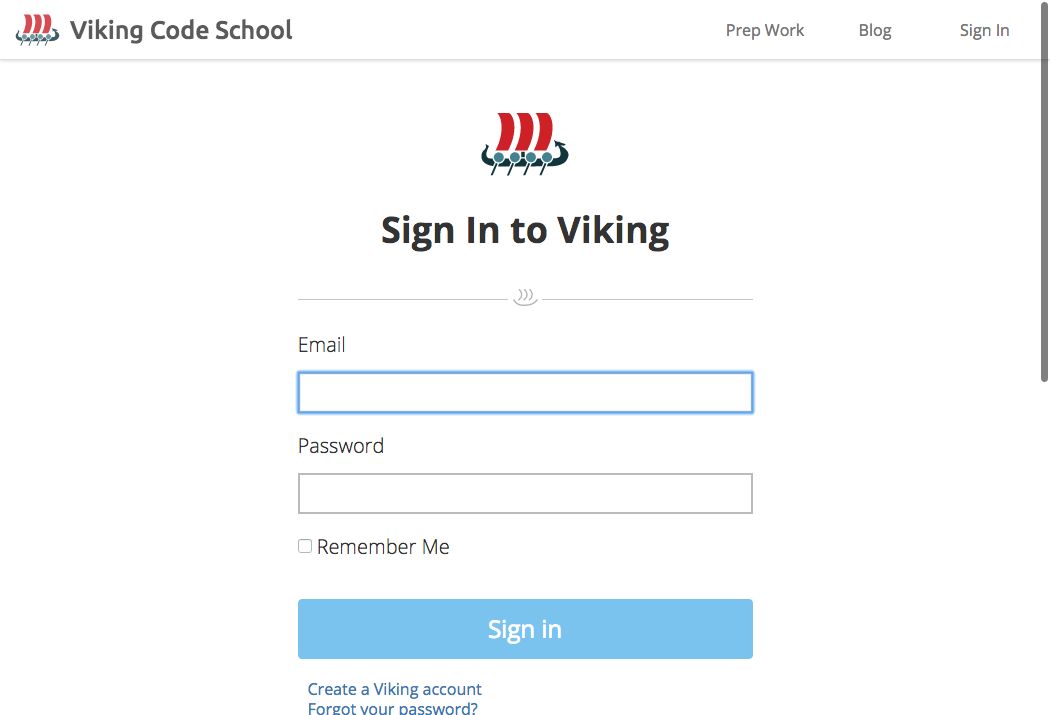 Viking Code School
Prep Work
Blog
Sign In
Sign In to Viking
Email
Password
Remember Me
Sign in
Create a Viking account
Forgot your password?